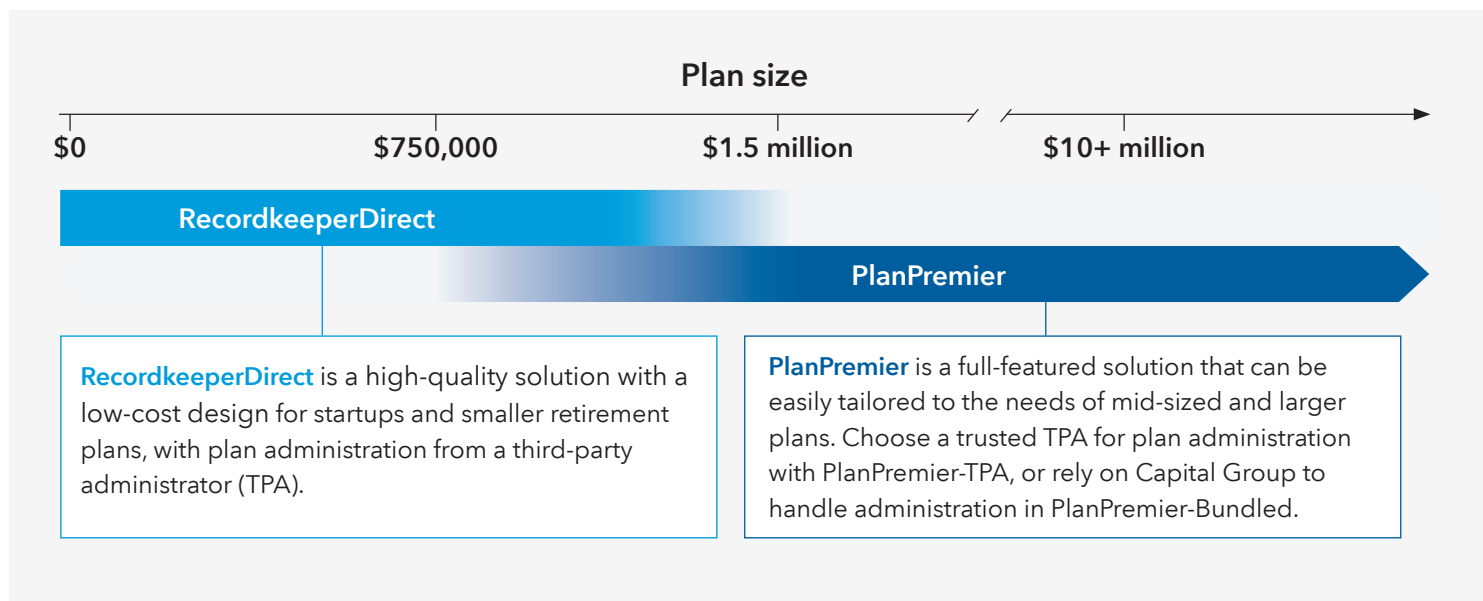 Plan size
$0
$750,000
$1.5 million
$10+ million
RecordkeeperDirect
PlanPremier
RecordkeeperDirect is a high-quality solution with a
low-cost design for startups and smaller retirement
plans, with plan administration from a third-party
administrator (TPA).
PlanPremier is a full-featured solution that can be
easily tailored to the needs of mid-sized and larger
plans. Choose a trusted TPA for plan administration
with PlanPremier-TPA, or rely on Capital Group to
handle administration in PlanPremier-Bundled.